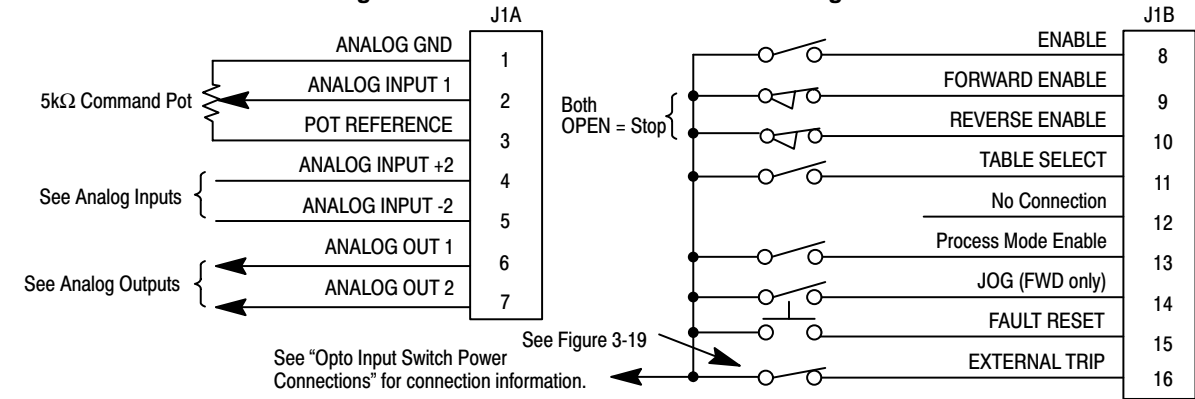 J1A
ANALOG GND
1
ANALOG INPUT 1
2
5kΩ Command Pot
POT REFERENCE
3
ANALOG INPUT +2
4
See Analog Inputs
ANALOG INPUT -2
5
ANALOG OUT 1
6
See Analog Outputs
ANALOG OUT 2
7
See "Opto Input Switch Power
Connections" for connection information.
J1B
ENABLE
8
FORWARD ENABLE
9
Both
OPEN = Stop
REVERSE ENABLE
10
TABLE SELECT
11
No Connection
12
Process Mode Enable
13
JOG (FWD only)
14
FAULT RESET
15
See Figure 3-19
EXTERNAL TRIP
16